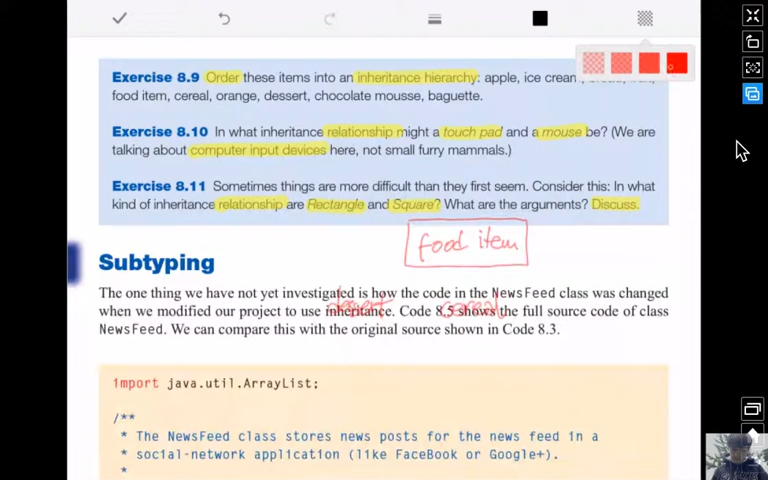 Exercise 8.9 Order these items into an inheritance hierarchy: apple, ice cream,
food item, cereal, orange, dessert, chocolate mousse, baguette.
Exercise 8.10 In what inheritance relationship might a touch pad and a mouse be? (We are
talking about computer input devices here, not small furry mammals.)
Exercise 8.11 Sometimes things are more difficult than they first seem. Consider this: In what
kind of inheritance relationship are Rectangle and Square? What are the arguments? Discuss.
food item
Subtyping
The one thing we have not yet investigated is how the code in the NewsFeed class was changed
dessert cereal
when we modified our project to use inheritance. Code 8.5 shows the full source code of class
NewsFeed. We can compare this with the original source shown in Code 8.3.
import java.util.ArrayList;
/**
* The NewsFeed class stores news posts for the news feed in a
* social-network application (like FaceBook or Google+).
*